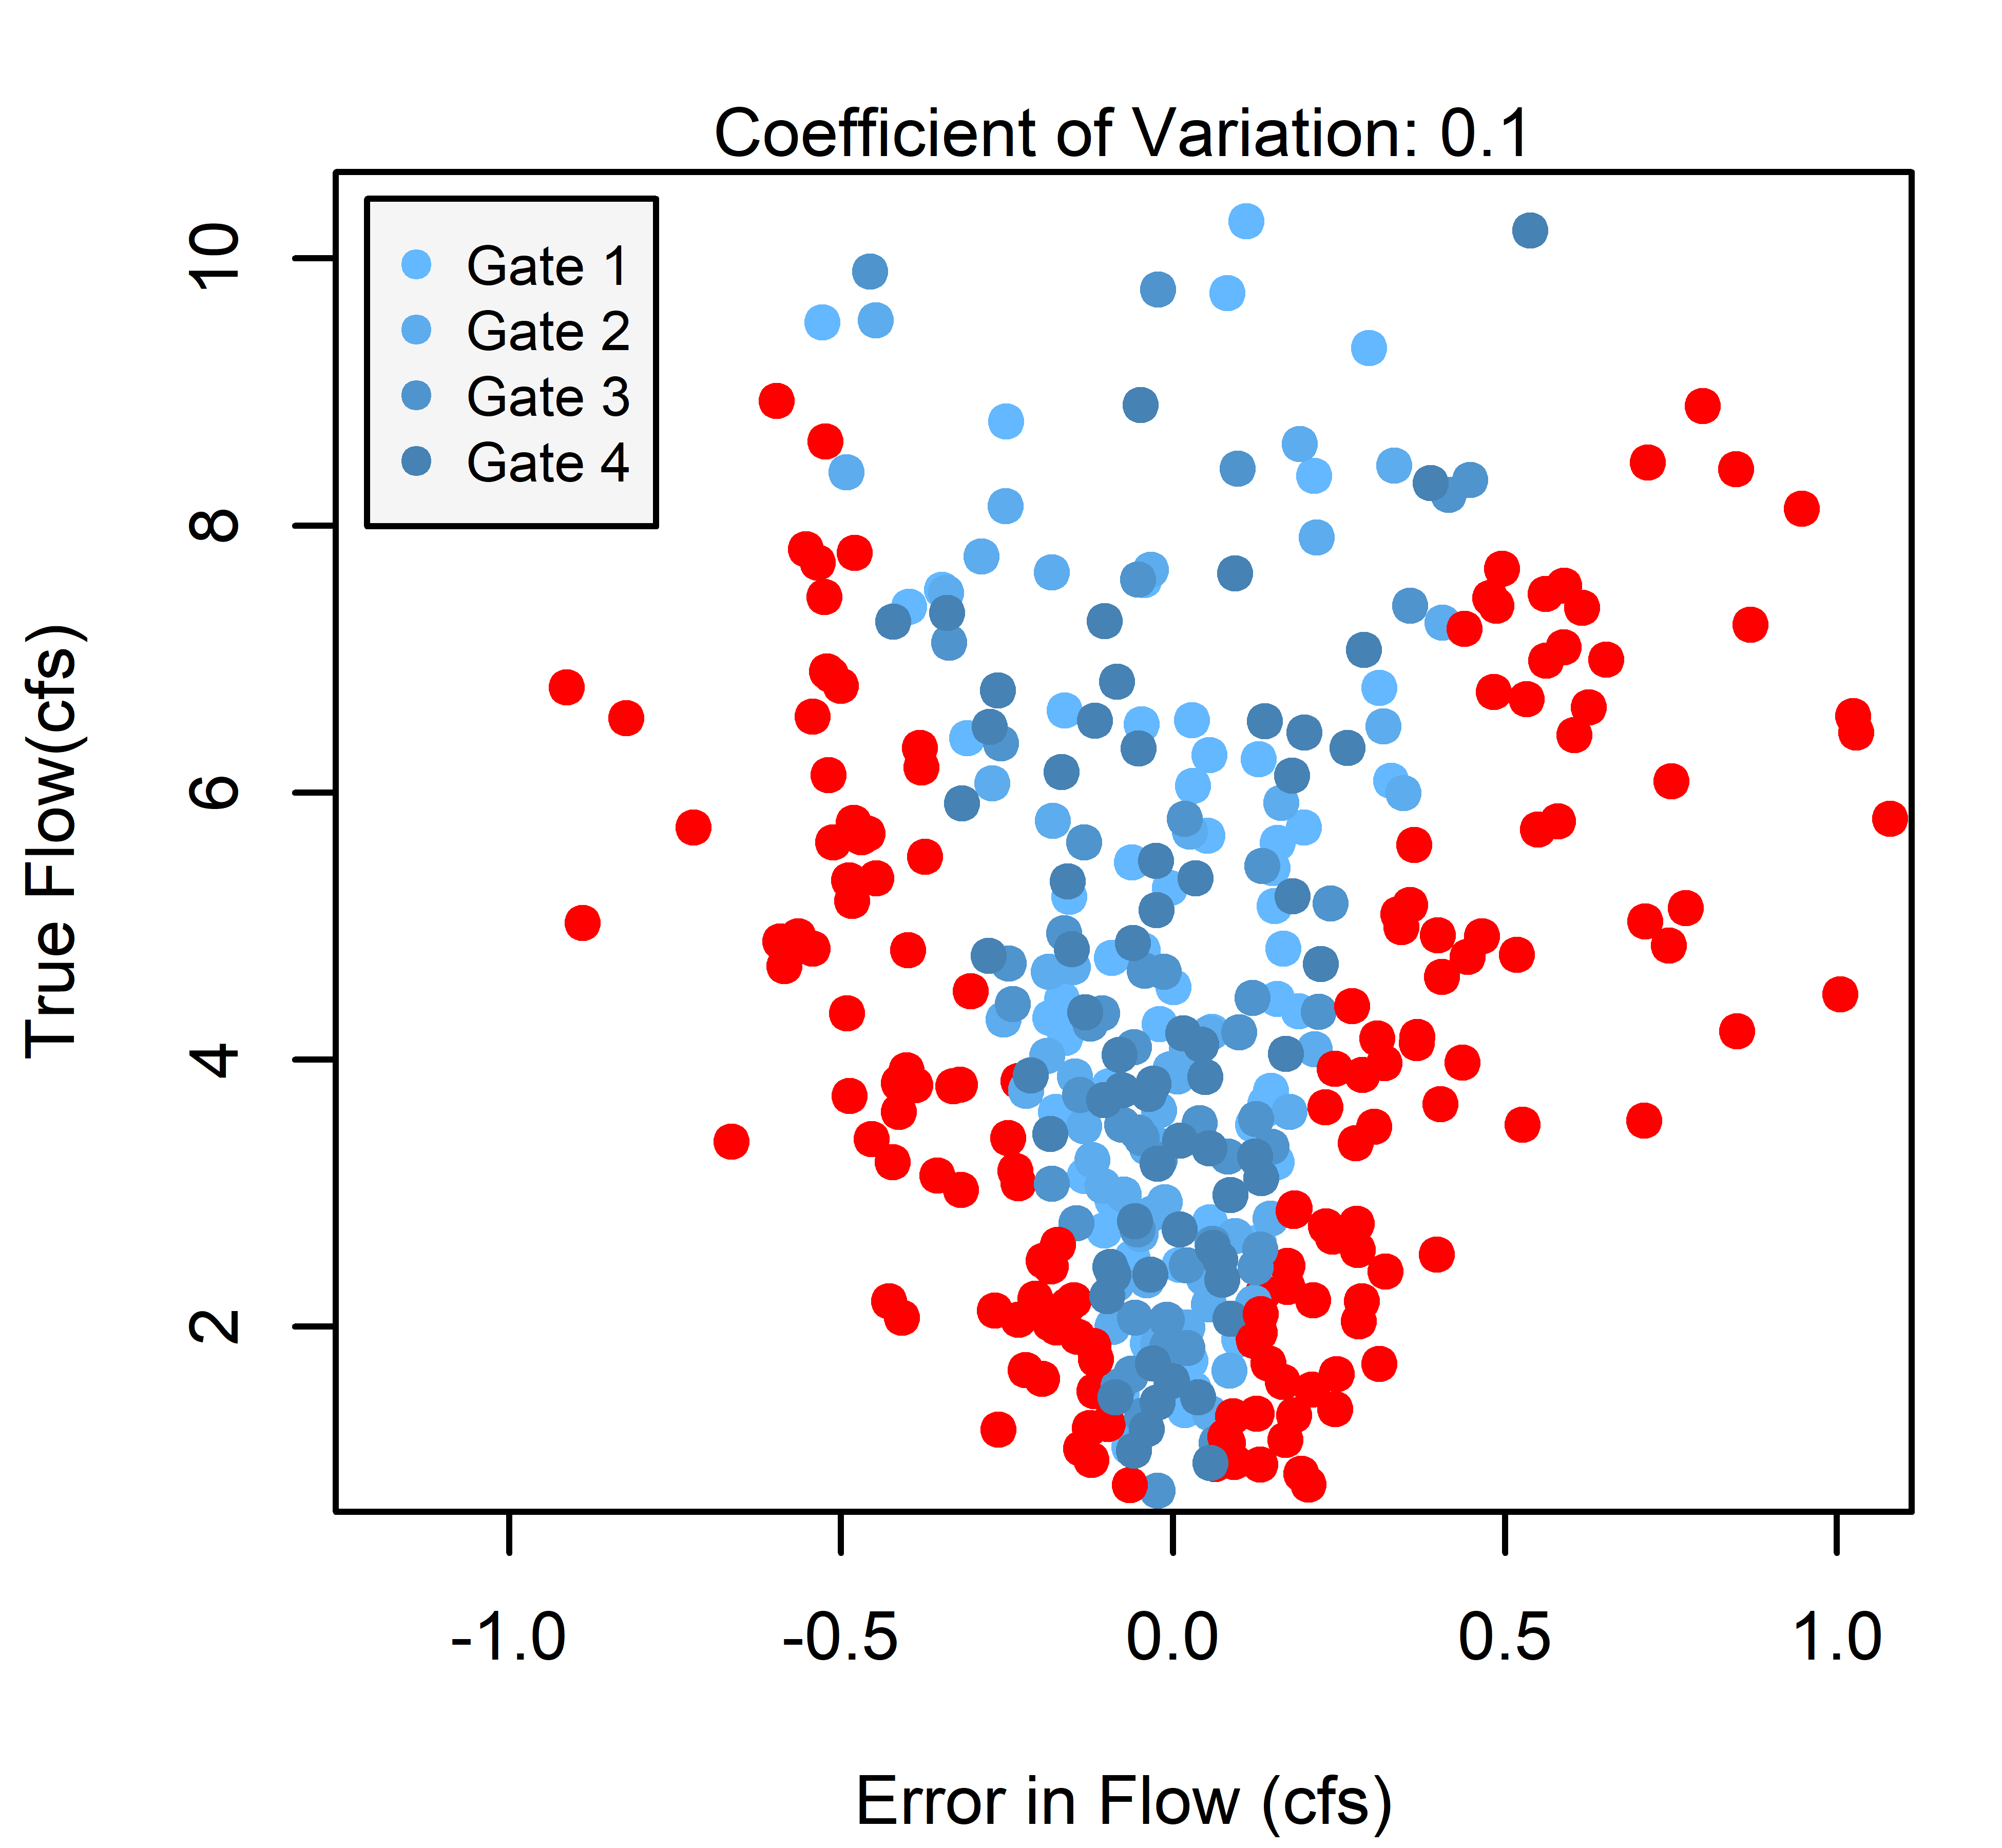 Coefficient of Variation: 0.1
Gate 1
Gate 2
Gate 3
Gate 4
True Flow(cfs)
10
8
6
4
2
-1.0 -0.5 0.0 0.5 1.0
Error in Flow (cfs)